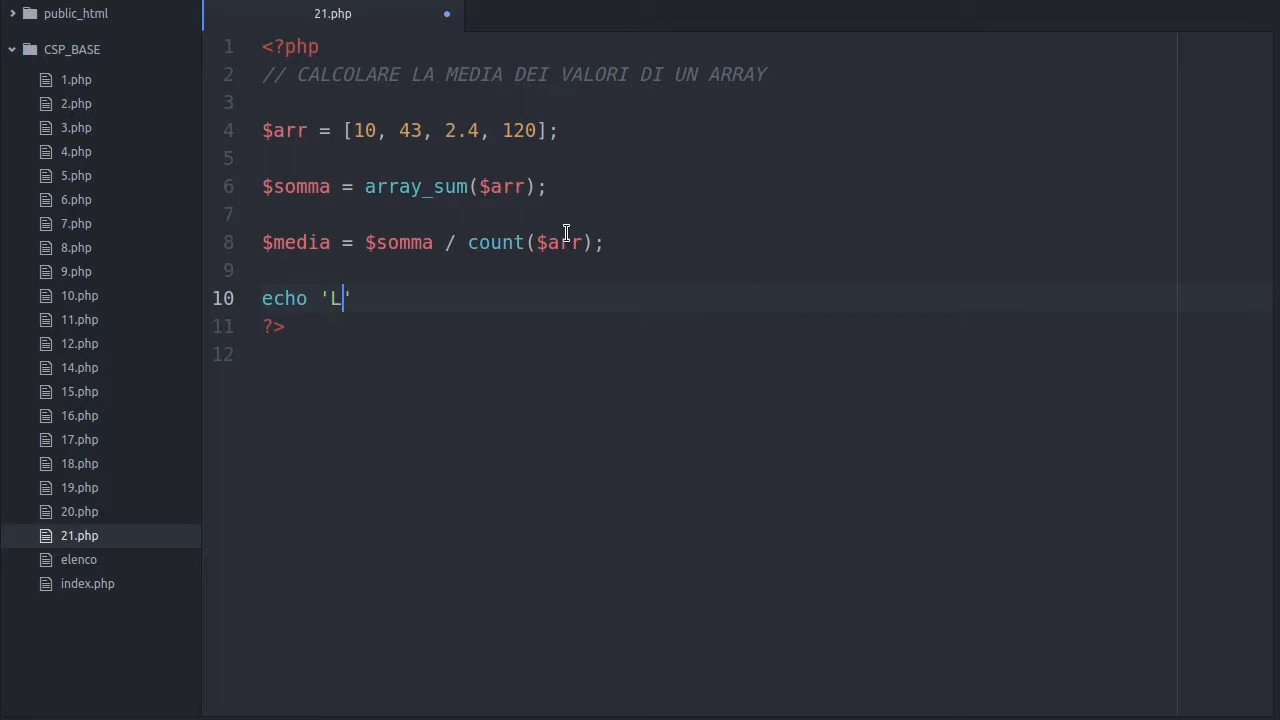 public_html
21.php
CSP_BASE
1.php
2.php
3.php
4.php
5.php
6.php
7.php
8.php
9.php
10.php
11.php
12.php
14.php
15.php
16.php
17.php
18.php
19.php
20.php
21.php
elenco
index.php
1 <?php
2 // CALCOLARE LA MEDIA DEI VALORI DI UN ARRAY
3
4 $arr = [10, 43, 2.4, 120];
5
6 $somma = array_sum($arr);
7
8 $media = $somma / count($arr);
9
10 echo 'L'
11 ?>
12